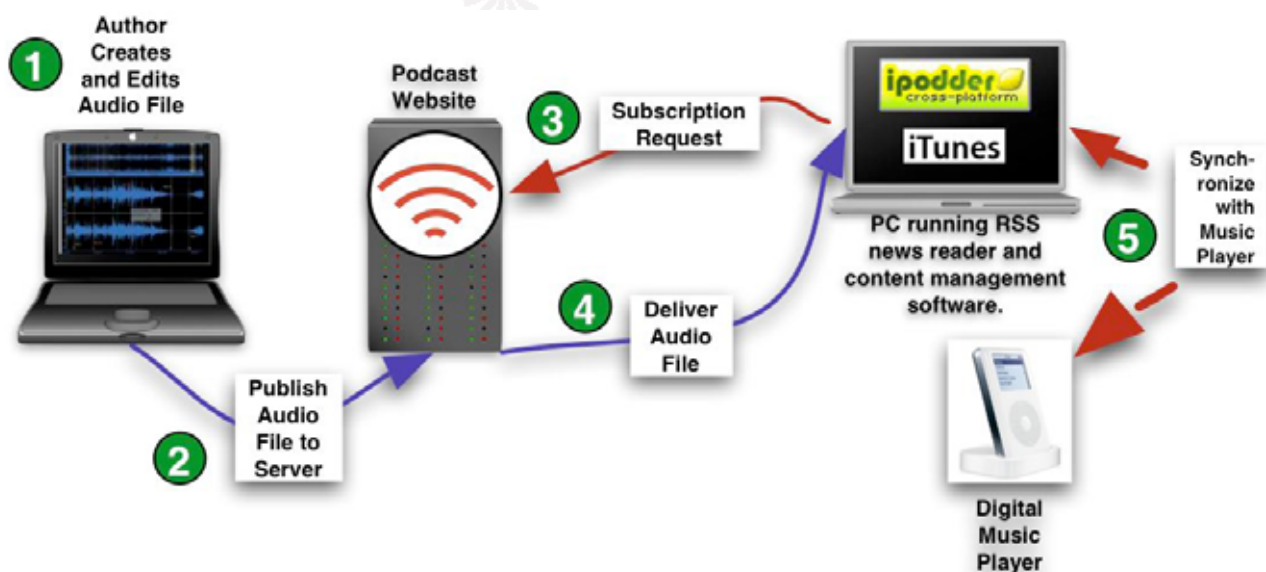 1
Author
Creates
and Edits
Audio File
2
Publish
Audio
File to
Server
Podcast
Website
3
Subscription
Request
4
Deliver
Audio
File
ipodder
cross-platform
iTunes
PC running RSS
news reader and
content management
software.
5
Synch-
ronize
with
Music
Player
Digital
Music
Player